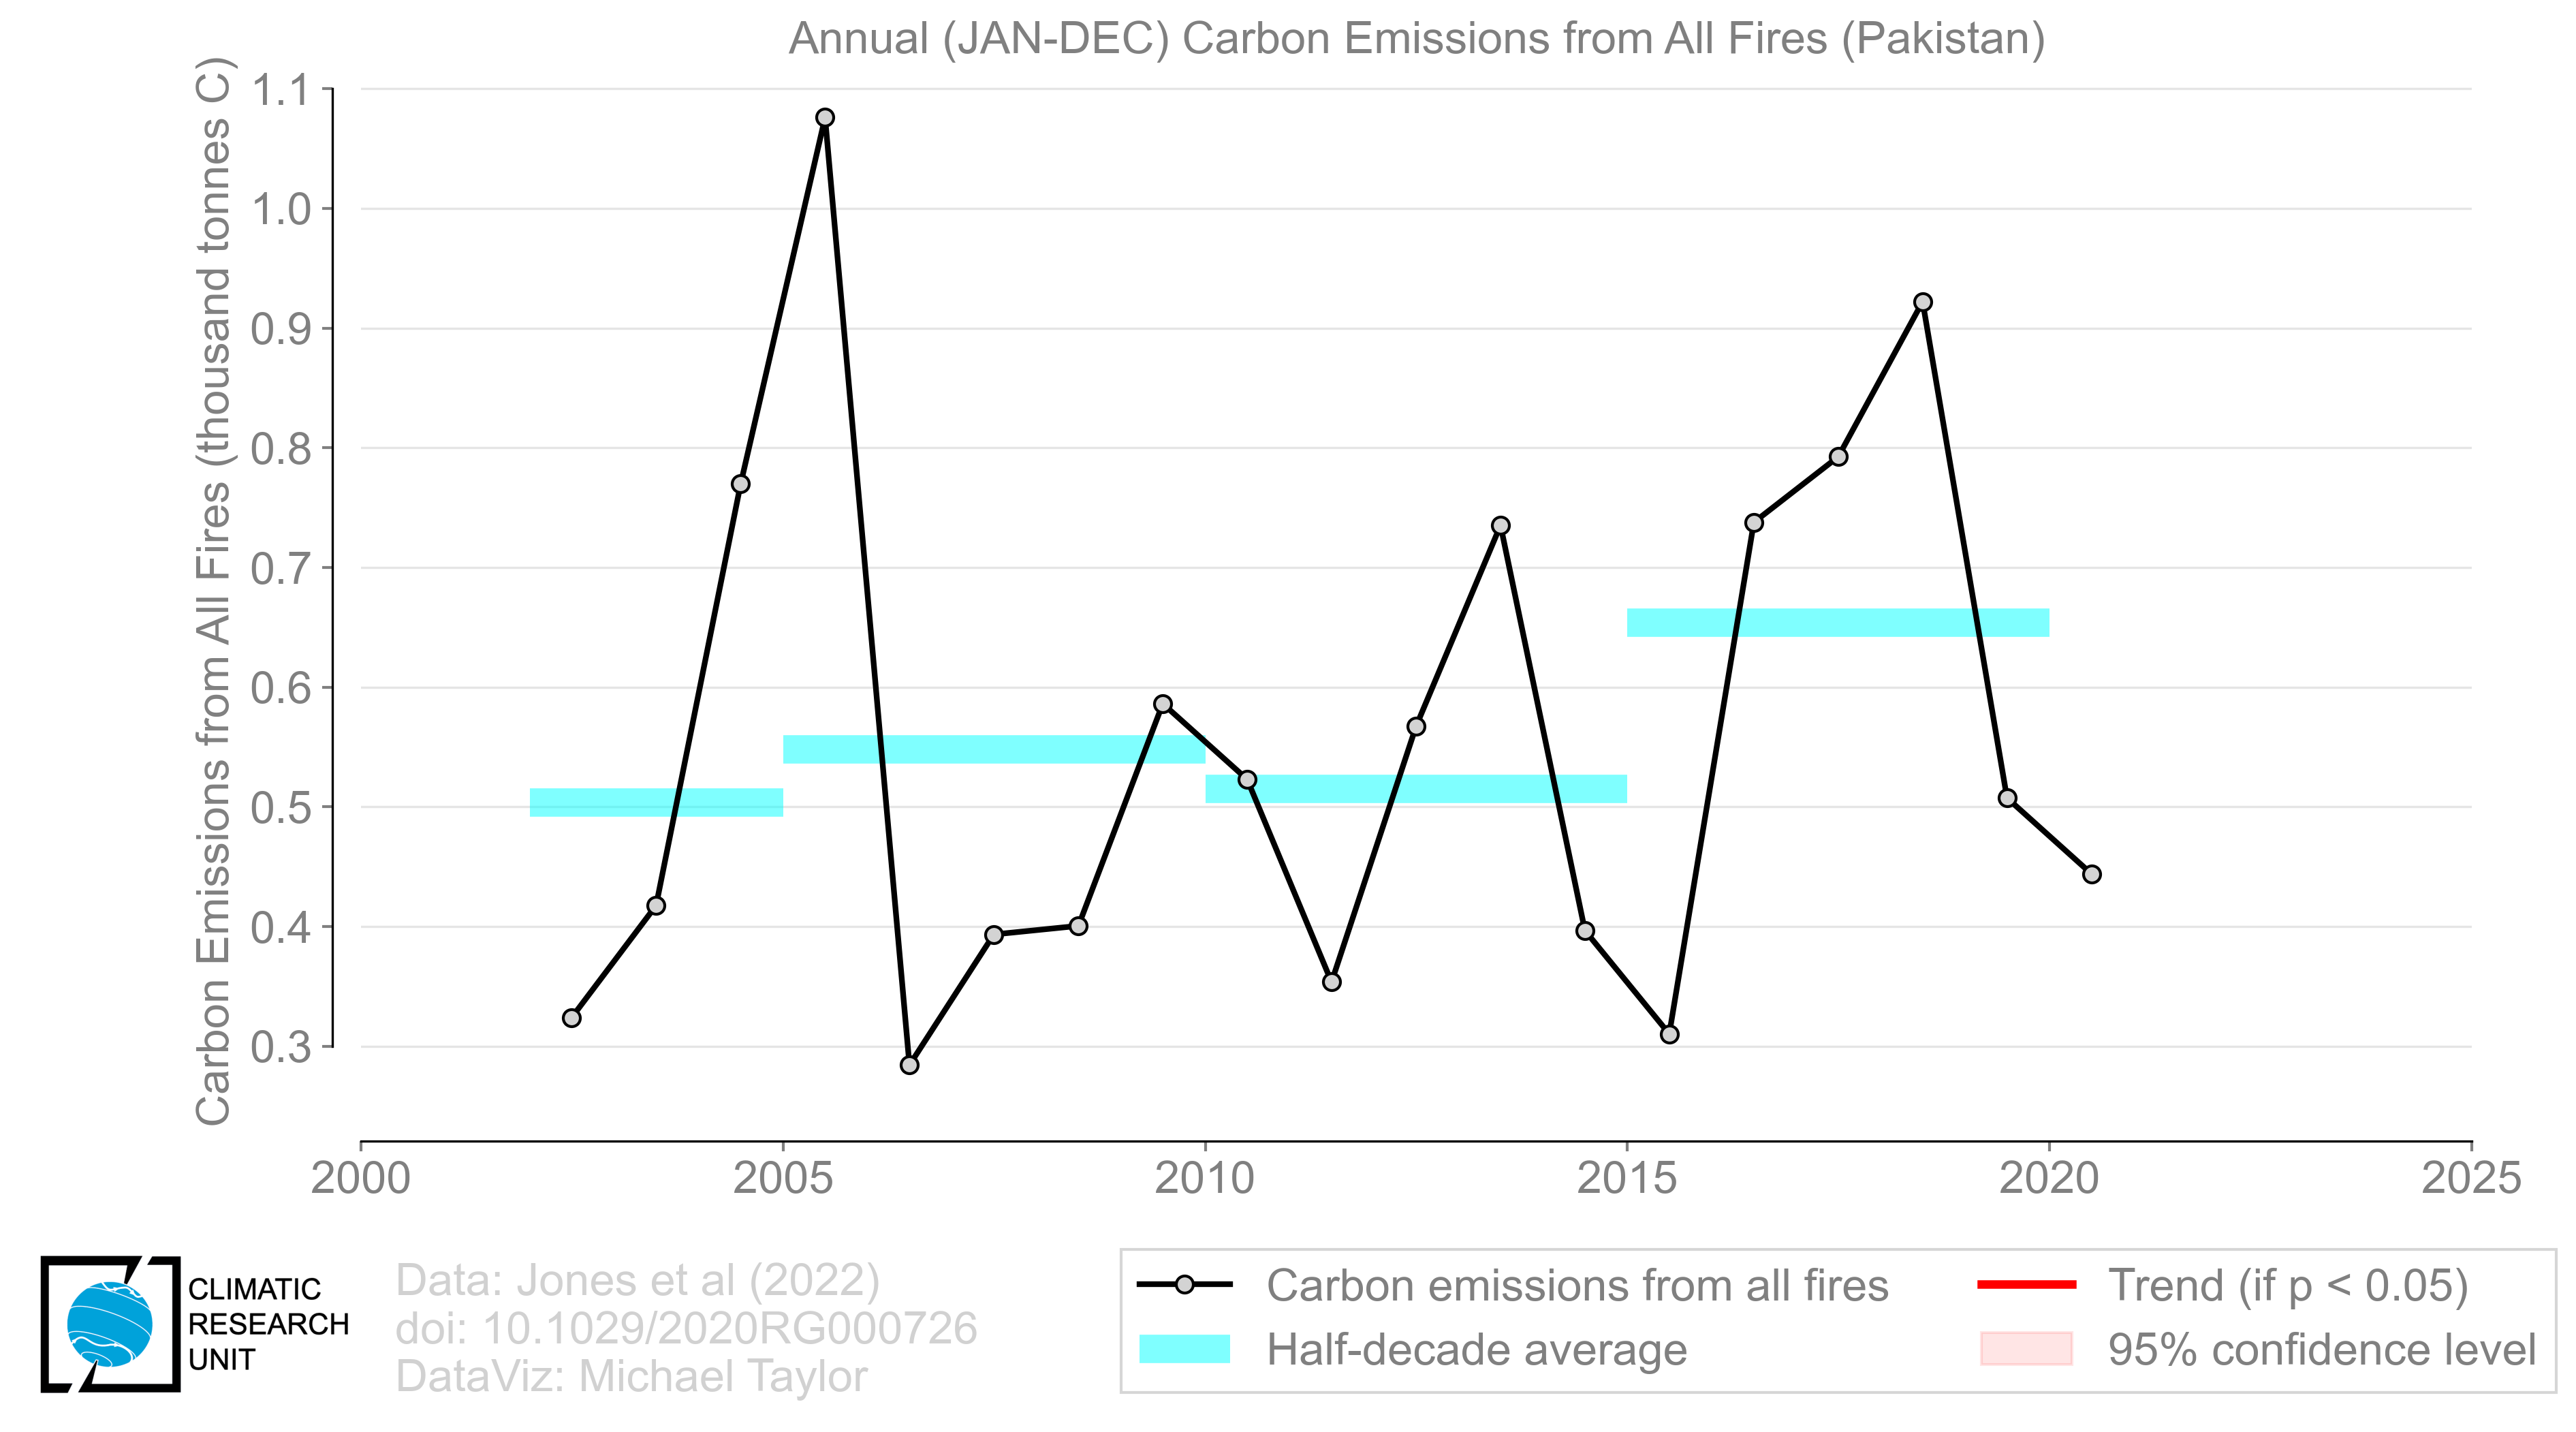 Annual (JAN-DEC) Carbon Emissions from All Fires (Pakistan)
Carbon Emissions from All Fires (thousand tonnes C)
1.1
1.0
0.9
0.8
0.7
0.6
0.5
0.4
0.3
2000
2005
2010
2015
2020
2025
CLIMATIC
RESEARCH
UNIT
Data: Jones et al (2022)
doi: 10.1029/2020RG000726
DataViz: Michael Taylor
Carbon emissions from all fires
Half-decade average
Trend (if p < 0.05)
95% confidence level